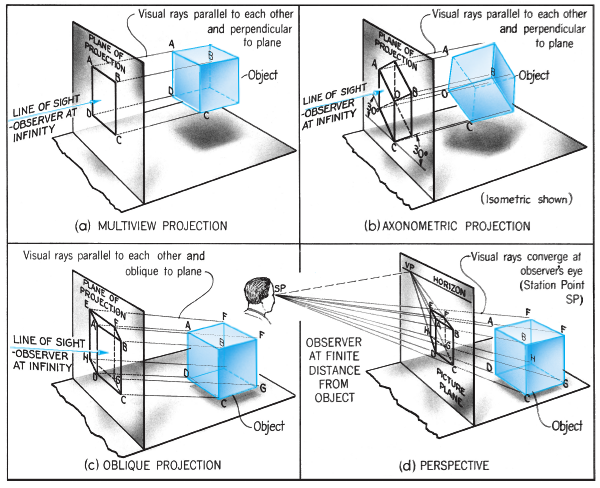 Visual rays parallel to each other
and perpendicular
to plane
PLANE OF
PROJECTION
A
B
A
B
Object
LINE OF SIGHT
-OBSERVER AT
INFINITY
D
C
D
C
(a) MULTIVIEW PROJECTION
Visual rays parallel to each other
and perpendicular
to plane
PLANE OF
PROJECTION
A
A
B
Object
LINE OF SIGHT
-OBSERVER AT
INFINITY
D
B
30°
C
30°
C
(Isometric shown)
(b) AXONOMETRIC PROJECTION
Visual rays parallel to each other and
oblique to plane
PLANE OF
PROJECTION
E
F
A
B
F
A
F
B
LINE OF SIGHT
-OBSERVER
AT INFINITY
H
D
G
C
D
G
C
Object
(c) OBLIQUE PROJECTION
SP
Visual rays converge at
observer's eye
(Station Point
SP)
VP
HORIZON
E
F
A
B
H
G
D
C
PICTURE
PLANE
F
A
F
B
H
D
G
C
Object
OBSERVER
AT FINITE
DISTANCE
FROM
OBJECT
(d) PERSPECTIVE